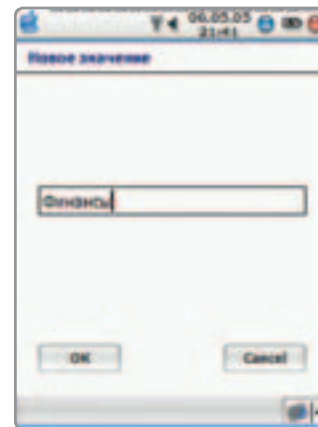 06.05.05
21:41
Новое значение
Финансы
OK
Cancel